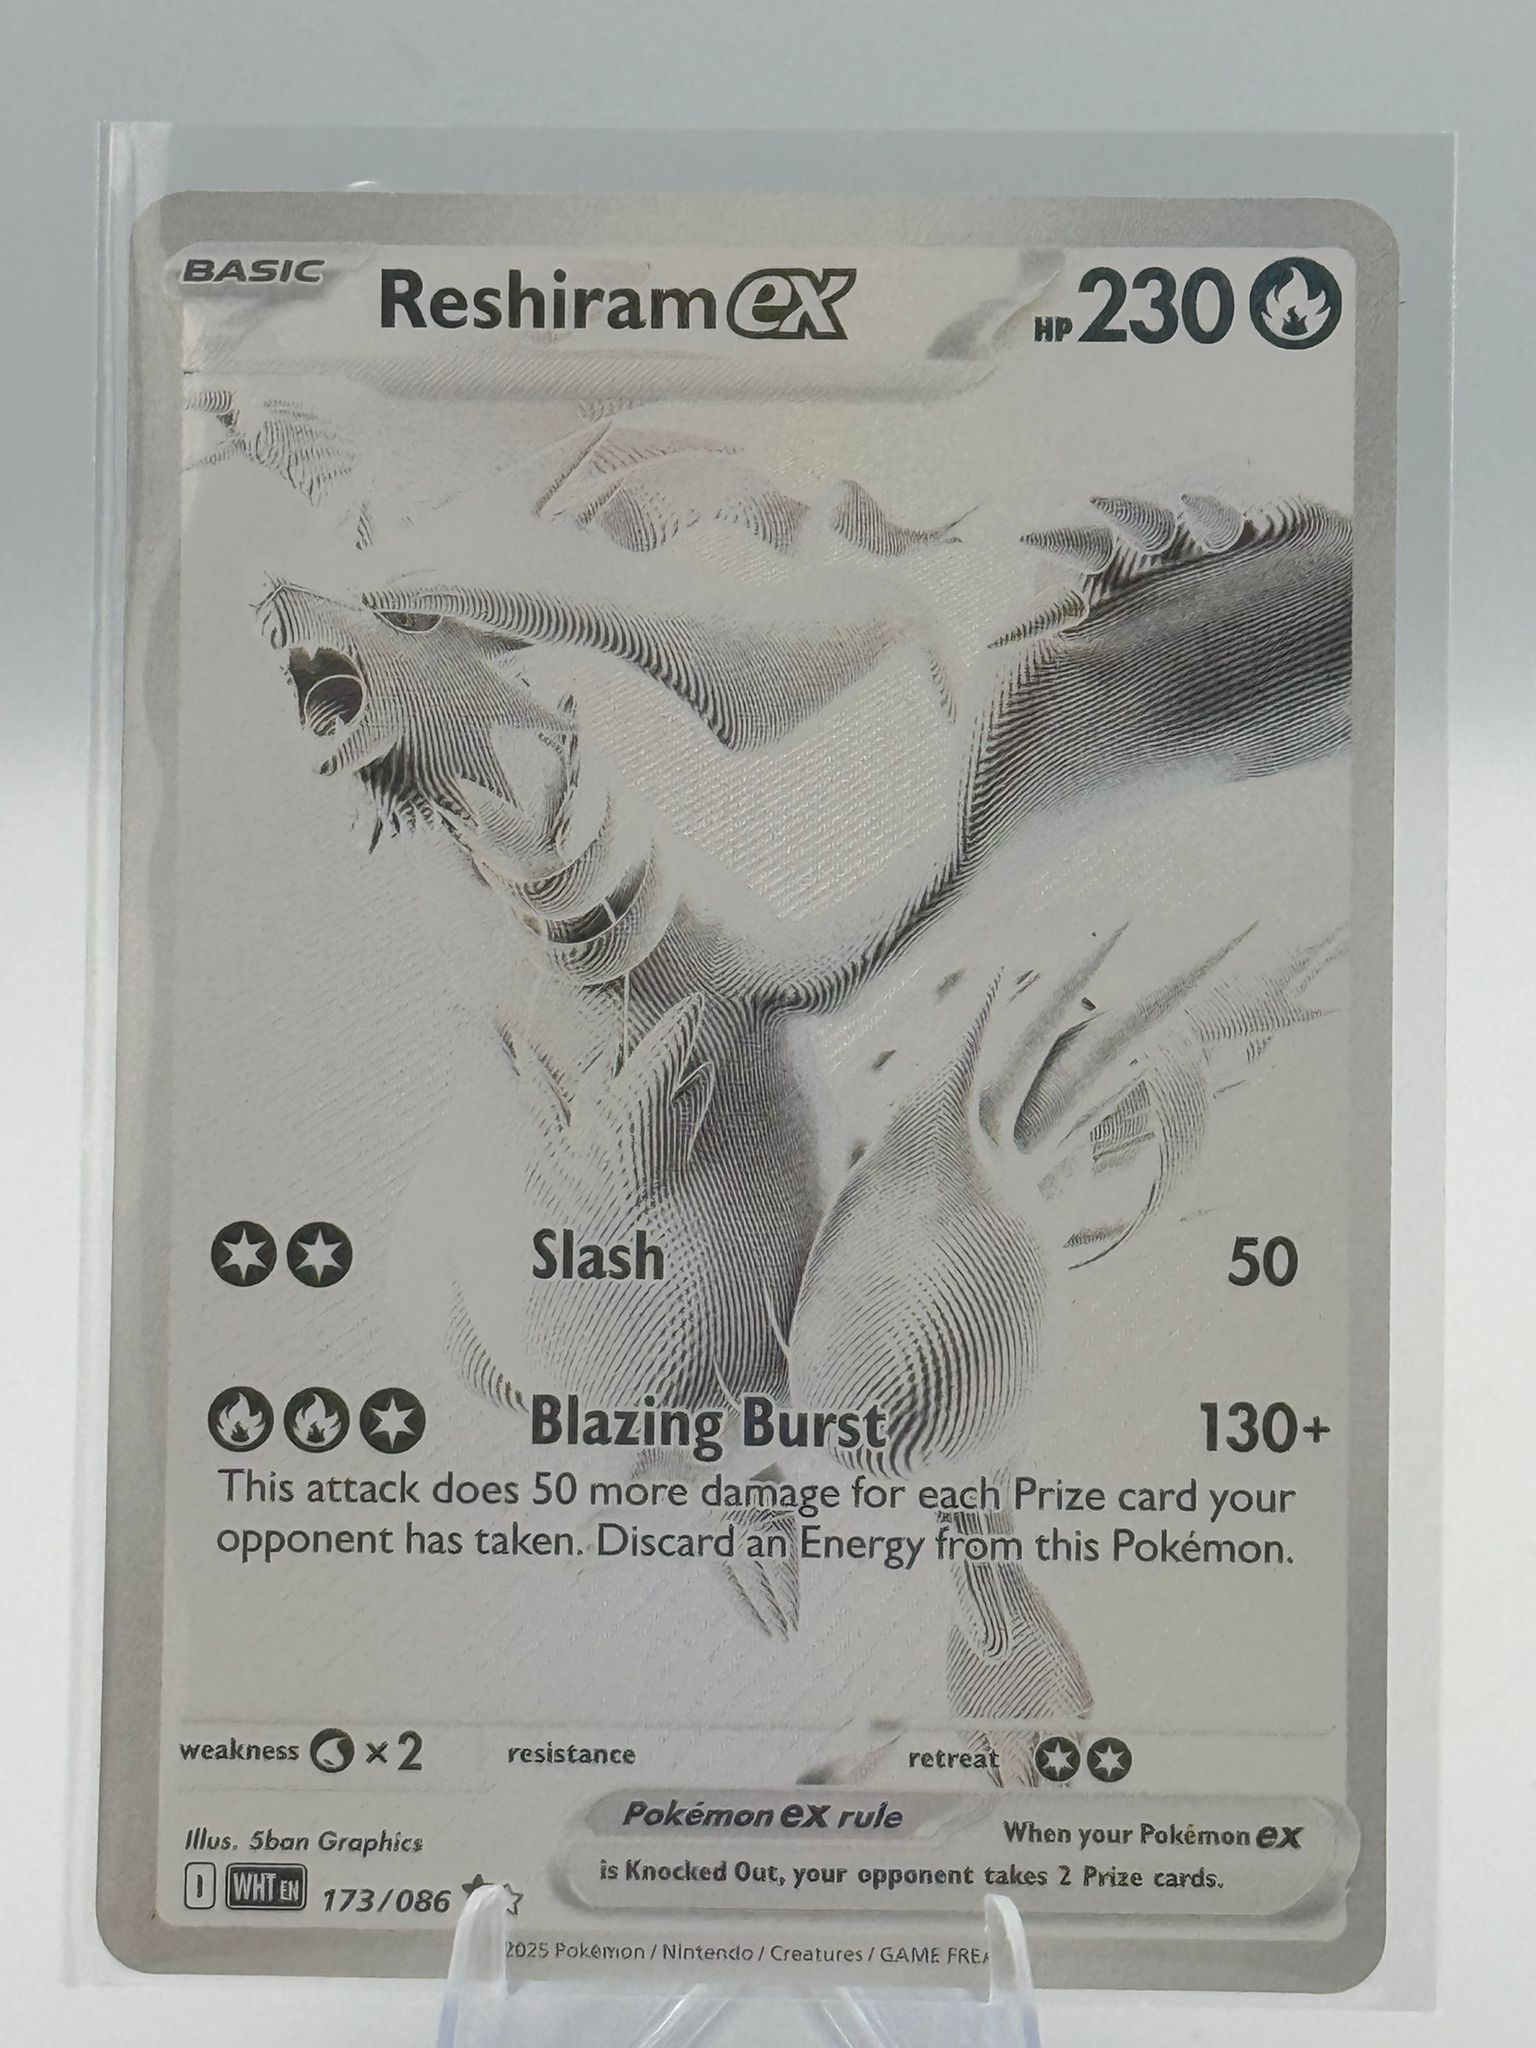 BASIC
Reshiram ex
HP 230
Slash 50
Blazing Burst 130+
This attack does 50 more damage for each Prize card your
opponent has taken. Discard an Energy from this Pokémon.
weakness ×2 resistance retreat
Illus. 5ban Graphics
Pokémon ex rule When your Pokémon ex
is Knocked Out, your opponent takes 2 Prize cards.
I WHT EN 173/086
2025 Pokémon / Nintendo / Creatures / GAME FREA